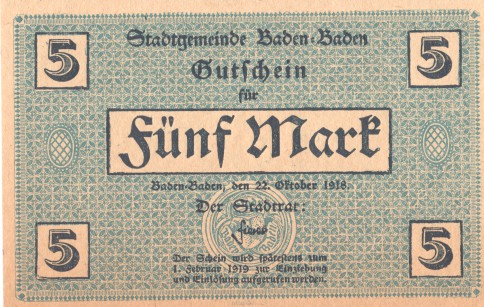 5 Stadtgemeinde Baden-Baden 5
Gutschein
für
Fünf Mark
Baden-Baden, den 22. Oktober 1918.
Der Stadtrat:
5 5
Der Schein wird spätestens zum
1. Februar 1919 zur Einziehung
und Einlösung aufgerufen werden.